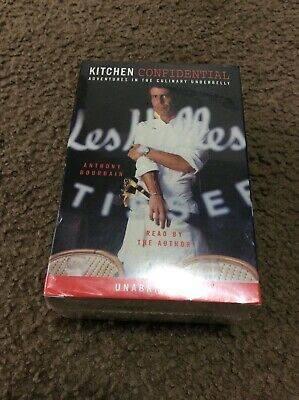 KITCHEN CONFIDENTIAL
ADVENTURES IN THE CULINARY UNDERBELLY
Les Halles
ANTHONY
BOURDAIN
READ BY
THE AUTHOR